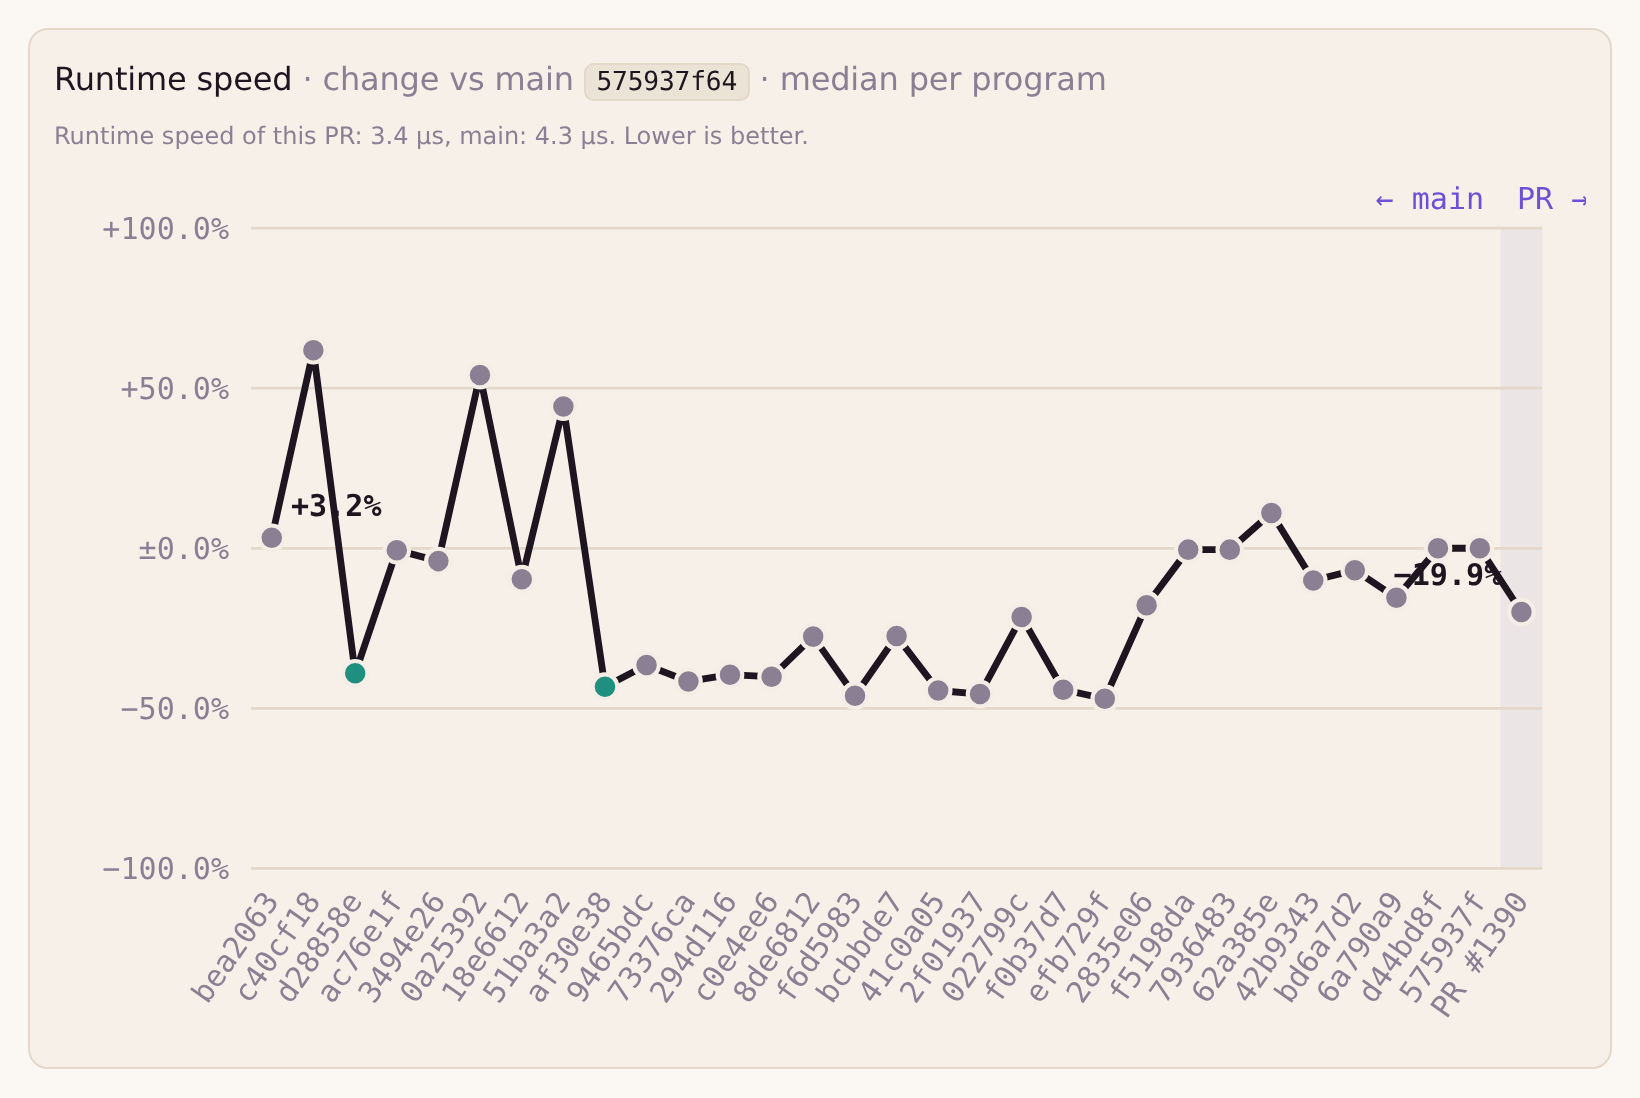 Runtime speed · change vs main 575937f64 · median per program
Runtime speed of this PR: 3.4 µs, main: 4.3 µs. Lower is better.
← main PR →
+100.0%
+50.0%
±0.0%
−50.0%
−100.0%
+3.2%
−19.9%
bea2063
c40cf18
d28858e
ac76e1f
3494e26
0a25392
18e6612
51ba3a2
af30e38
9465bdc
73376ca
294d116
c0e4ee6
8de6812
f6d5983
bcbbde7
41c0a05
2f01937
022799c
f0b37d7
efb729f
2835e06
f5198da
7936483
62a385e
42b9343
bd6a7d2
6a790a9
d44bd8f
575937f
PR #1390